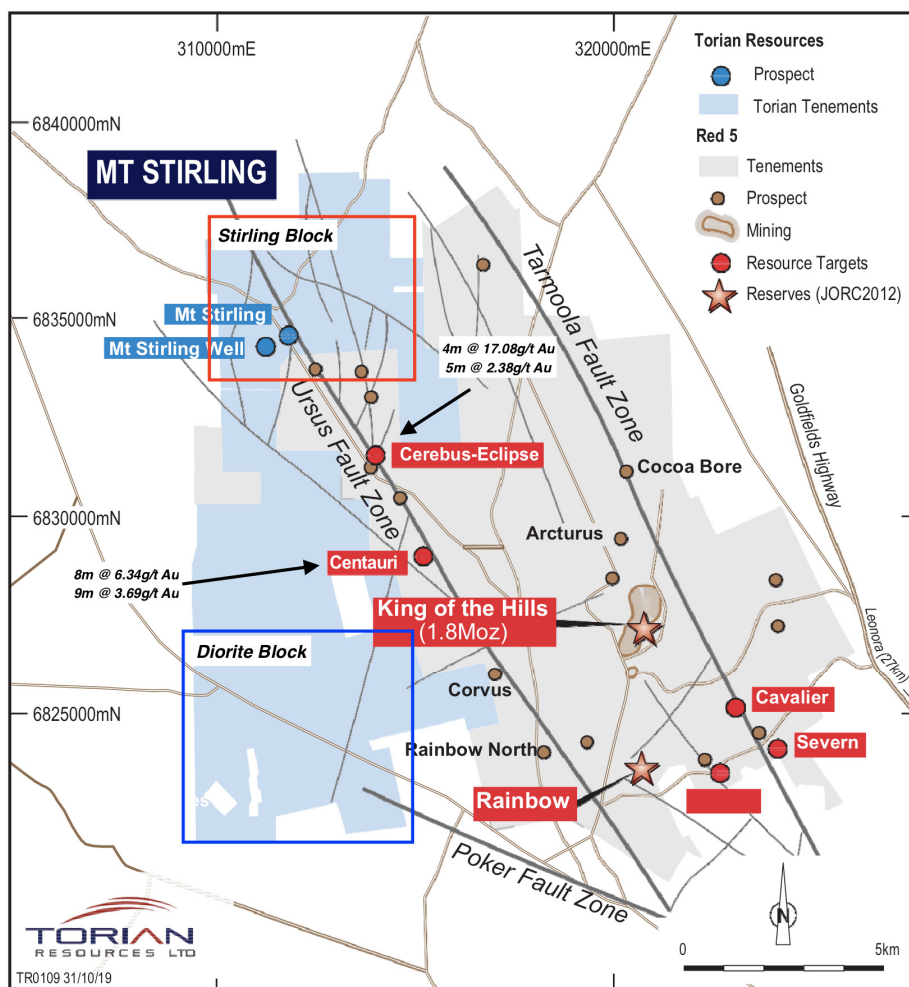 310000mE
320000mE
6840000mN
6835000mN
6830000mN
6825000mN
Torian Resources
Prospect
Torian Tenements
Red 5
Tenements
Prospect
Mining
Resource Targets
Reserves (JORC2012)
MT STIRLING
Stirling Block
Mt Stirling
Mt Stirling Well
4m @ 17.08g/t Au
5m @ 2.38g/t Au
Tarmoola Fault Zone
Ursus Fault Zone
Goldfields Highway
Cerebus-Eclipse
Cocoa Bore
Arcturus
Centauri
8m @ 6.34g/t Au
9m @ 3.69g/t Au
King of the Hills
(1.8Moz)
Leonora (27km)
Diorite Block
Corvus
Cavalier
Severn
Rainbow North
Rainbow
Poker Fault Zone
N
0
5km
TORIAN
RESOURCES LTD
TR0109 31/10/19